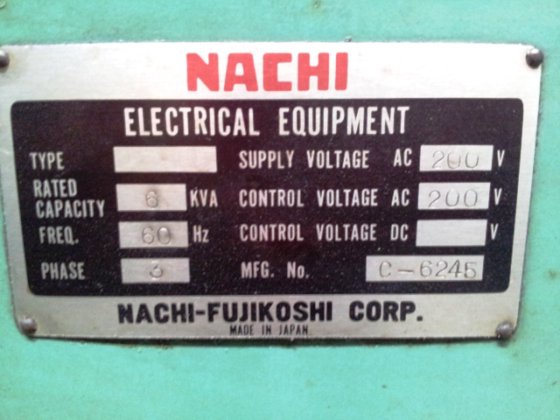 NACHI
ELECTRICAL EQUIPMENT
TYPE SUPPLY VOLTAGE AC 200 V
RATED CAPACITY 6 KVA CONTROL VOLTAGE AC 200 V
FREQ. 60 Hz CONTROL VOLTAGE DC V
PHASE 3 MFG. No. C-6245
NACHI-FUJIKOSHI CORP.
MADE IN JAPAN